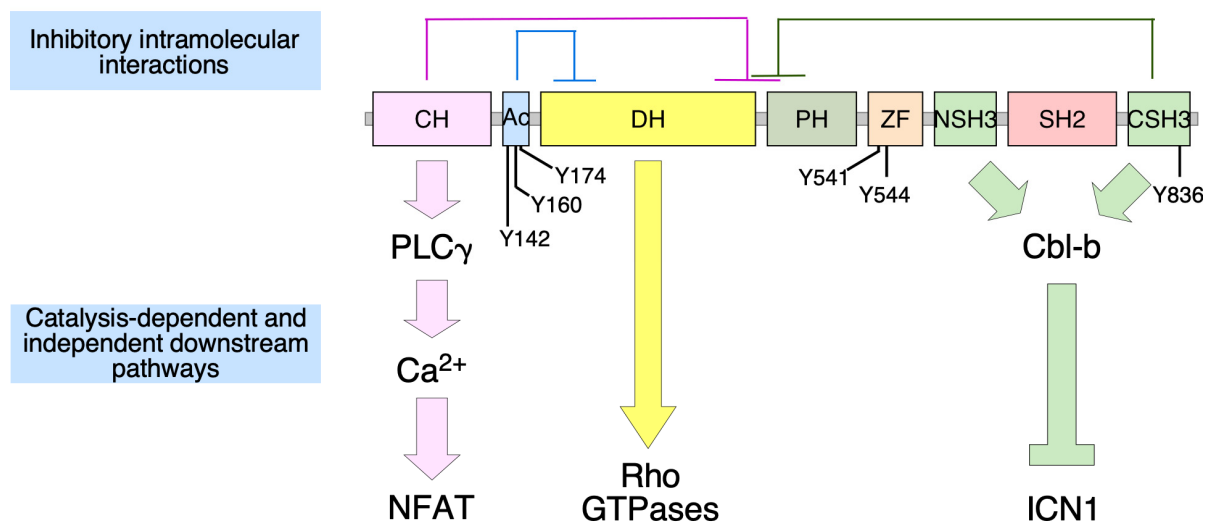 Inhibitory intramolecular
interactions
CH
Ac
DH
PH
ZF
NSH3
SH2
CSH3
Y174
Y160
Y142
Y541
Y544
Y836
PLCγ
Cbl-b
Catalysis-dependent and
independent downstream
pathways
Ca²⁺
NFAT
Rho
GTPases
ICN1